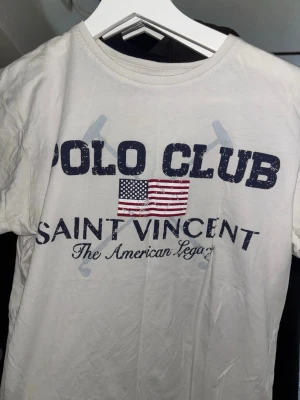 POLO CLUB
SAINT VINCENT
The American Legacy